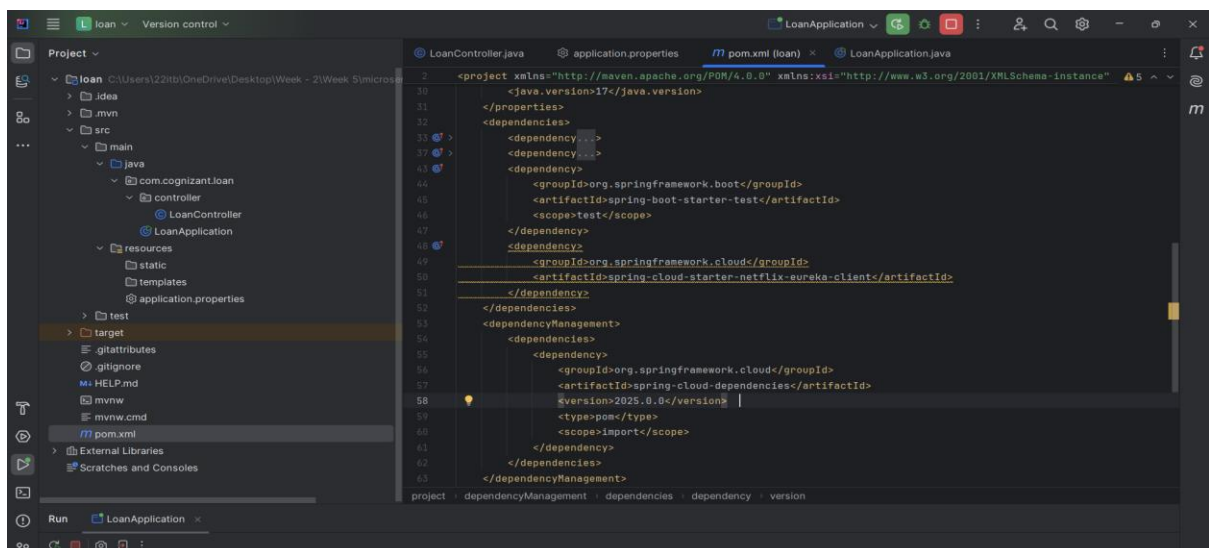 L loan Version control LoanApplication
Project
LoanController.java application.properties pom.xml (loan) LoanApplication.java
loan C:\Users\22itb\OneDrive\Desktop\Week - 2\Week 5\microser
.idea
.mvn
src
main
java
com.cognizant.loan
controller
LoanController
LoanApplication
resources
static
templates
application.properties
test
target
.gitattributes
.gitignore
M↓ HELP.md
mvnw
mvnw.cmd
m pom.xml
External Libraries
Scratches and Consoles
2 <project xmlns="http://maven.apache.org/POM/4.0.0" xmlns:xsi="http://www.w3.org/2001/XMLSchema-instance" 5
30 <java.version>17</java.version>
31 </properties>
32 <dependencies>
33 <dependency...>
37 <dependency...>
43 <dependency>
44 <groupId>org.springframework.boot</groupId>
45 <artifactId>spring-boot-starter-test</artifactId>
46 <scope>test</scope>
47 </dependency>
48 <dependency>
49 <groupId>org.springframework.cloud</groupId>
50 <artifactId>spring-cloud-starter-netflix-eureka-client</artifactId>
51 </dependency>
52 </dependencies>
53 <dependencyManagement>
54 <dependencies>
55 <dependency>
56 <groupId>org.springframework.cloud</groupId>
57 <artifactId>spring-cloud-dependencies</artifactId>
58 <version>2025.0.0</version>
59 <type>pom</type>
60 <scope>import</scope>
61 </dependency>
62 </dependencies>
63 </dependencyManagement>
project › dependencyManagement › dependencies › dependency › version
Run LoanApplication